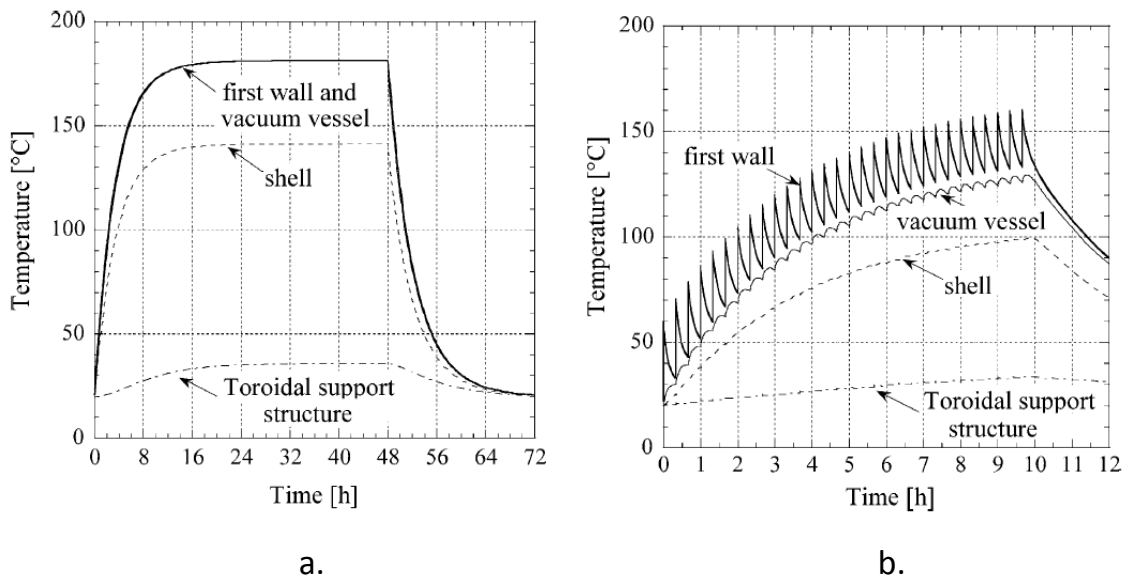 200
150
100
50
0
Temperature [°C]
first wall and
vacuum vessel
shell
Toroidal support
structure
0 8 16 24 32 40 48 56 64 72
Time [h]
a.
200
150
100
50
0
Temperature [°C]
first wall
vacuum vessel
shell
Toroidal support
structure
0 1 2 3 4 5 6 7 8 9 10 11 12
Time [h]
b.